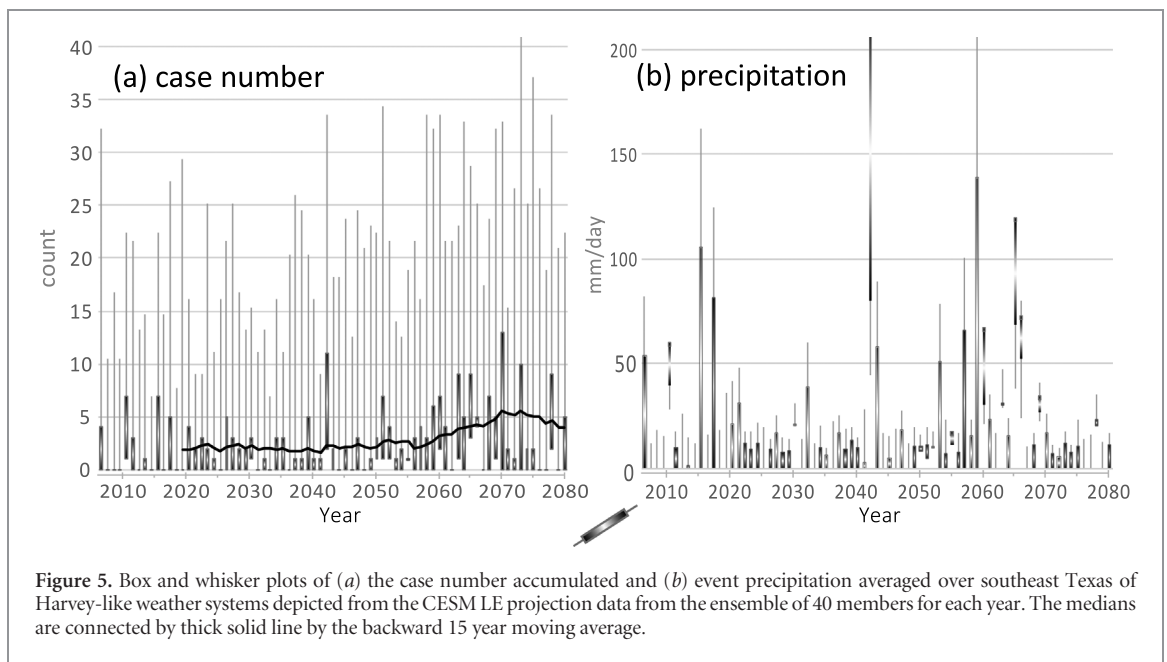 (a) case number
(b) precipitation
40
35
30
25
20
15
10
5
0
count
2010 2020 2030 2040 2050 2060 2070 2080
Year
200
150
100
50
0
mm/day
2010 2020 2030 2040 2050 2060 2070 2080
Year
Figure 5. Box and whisker plots of (a) the case number accumulated and (b) event precipitation averaged over southeast Texas of
Harvey-like weather systems depicted from the CESM LE projection data from the ensemble of 40 members for each year. The medians
are connected by thick solid line by the backward 15 year moving average.